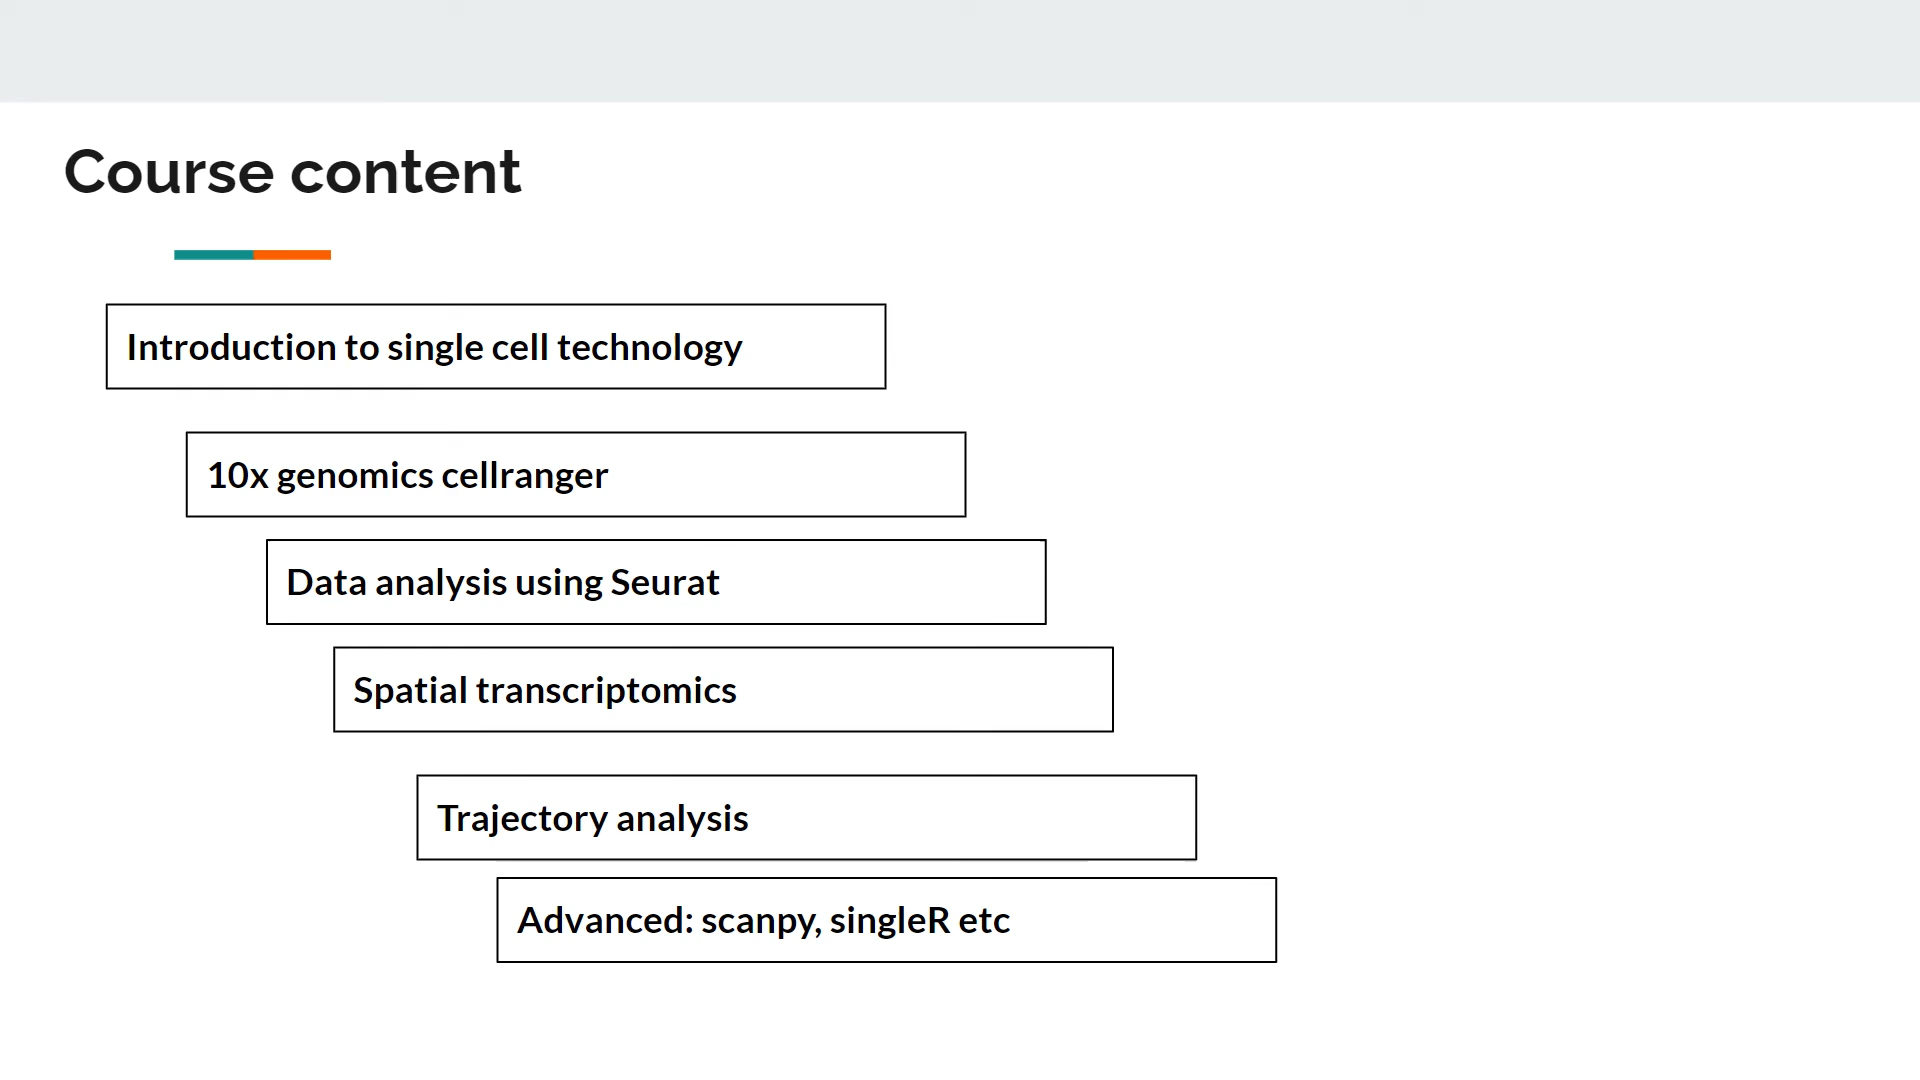 Course content
Introduction to single cell technology
10x genomics cellranger
Data analysis using Seurat
Spatial transcriptomics
Trajectory analysis
Advanced: scanpy, singleR etc